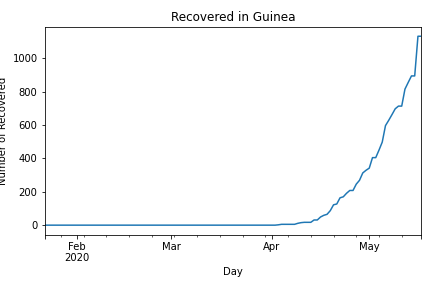 Recovered in Guinea
Number of Recovered
1000
800
600
400
200
0
Feb
2020
Mar
Apr
May
Day